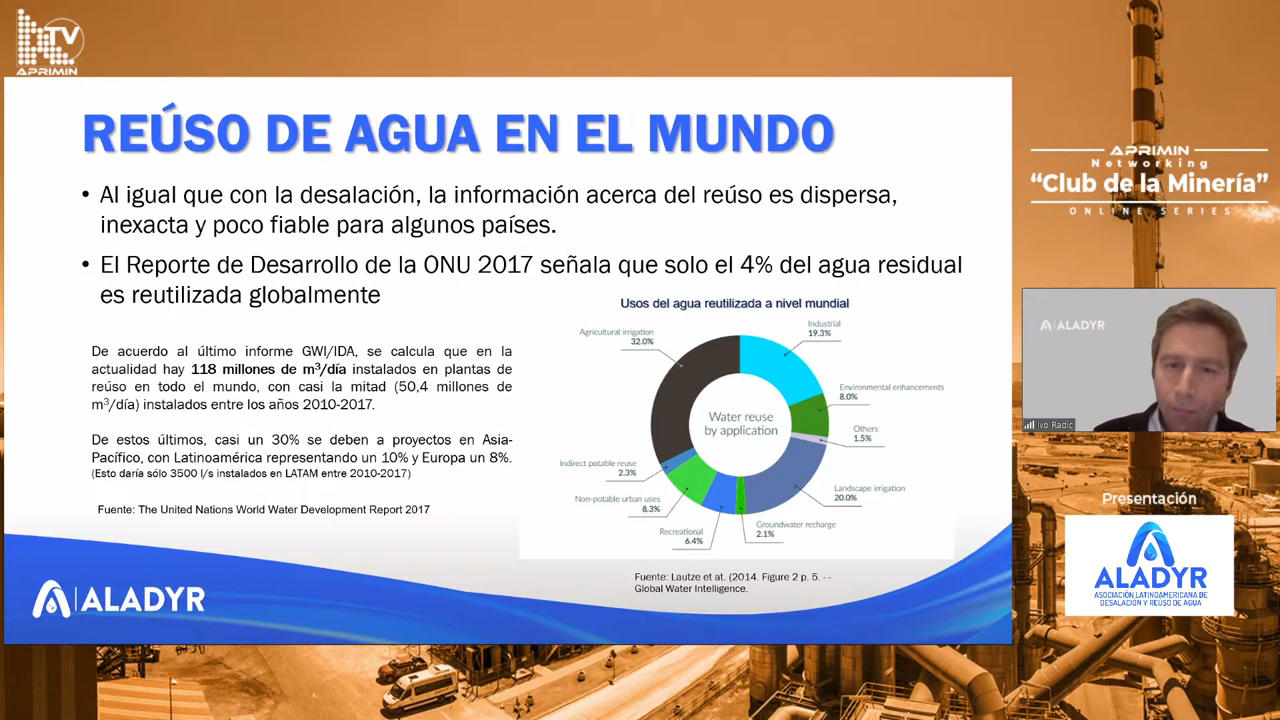 TV
APRIMIN
REÚSO DE AGUA EN EL MUNDO
• Al igual que con la desalación, la información acerca del reúso es dispersa,
inexacta y poco fiable para algunos países.
• El Reporte de Desarrollo de la ONU 2017 señala que solo el 4% del agua residual
es reutilizada globalmente
De acuerdo al último informe GWI/IDA, se calcula que en la
actualidad hay 118 millones de m³/día instalados en plantas de
reúso en todo el mundo, con casi la mitad (50,4 millones de
m³/día) instalados entre los años 2010-2017.
De estos últimos, casi un 30% se deben a proyectos en Asia-
Pacífico, con Latinoamérica representando un 10% y Europa un 8%.
(Esto daría sólo 3500 l/s instalados en LATAM entre 2010-2017)
Fuente: The United Nations World Water Development Report 2017
Usos del agua reutilizada a nivel mundial
Agricultural irrigation
32.0%
Industrial
19.3%
Environmental enhancements
8.0%
Others
1.5%
Water reuse
by application
Indirect potable reuse
2.3%
Landscape irrigation
20.0%
Non-potable urban uses
8.3%
Groundwater recharge
2.1%
Recreational
6.4%
Fuente: Lautze et at. (2014. Figure 2 p. 5. - -
Global Water Intelligence.
ALADYR
APRIMIN
Networking
"Club de la Minería"
ONLINE SERIES
ALADYR
Ivo Radic
Presentación
ALADYR
ASOCIACIÓN LATINOAMERICANA DE
DESALACIÓN Y REÚSO DE AGUA